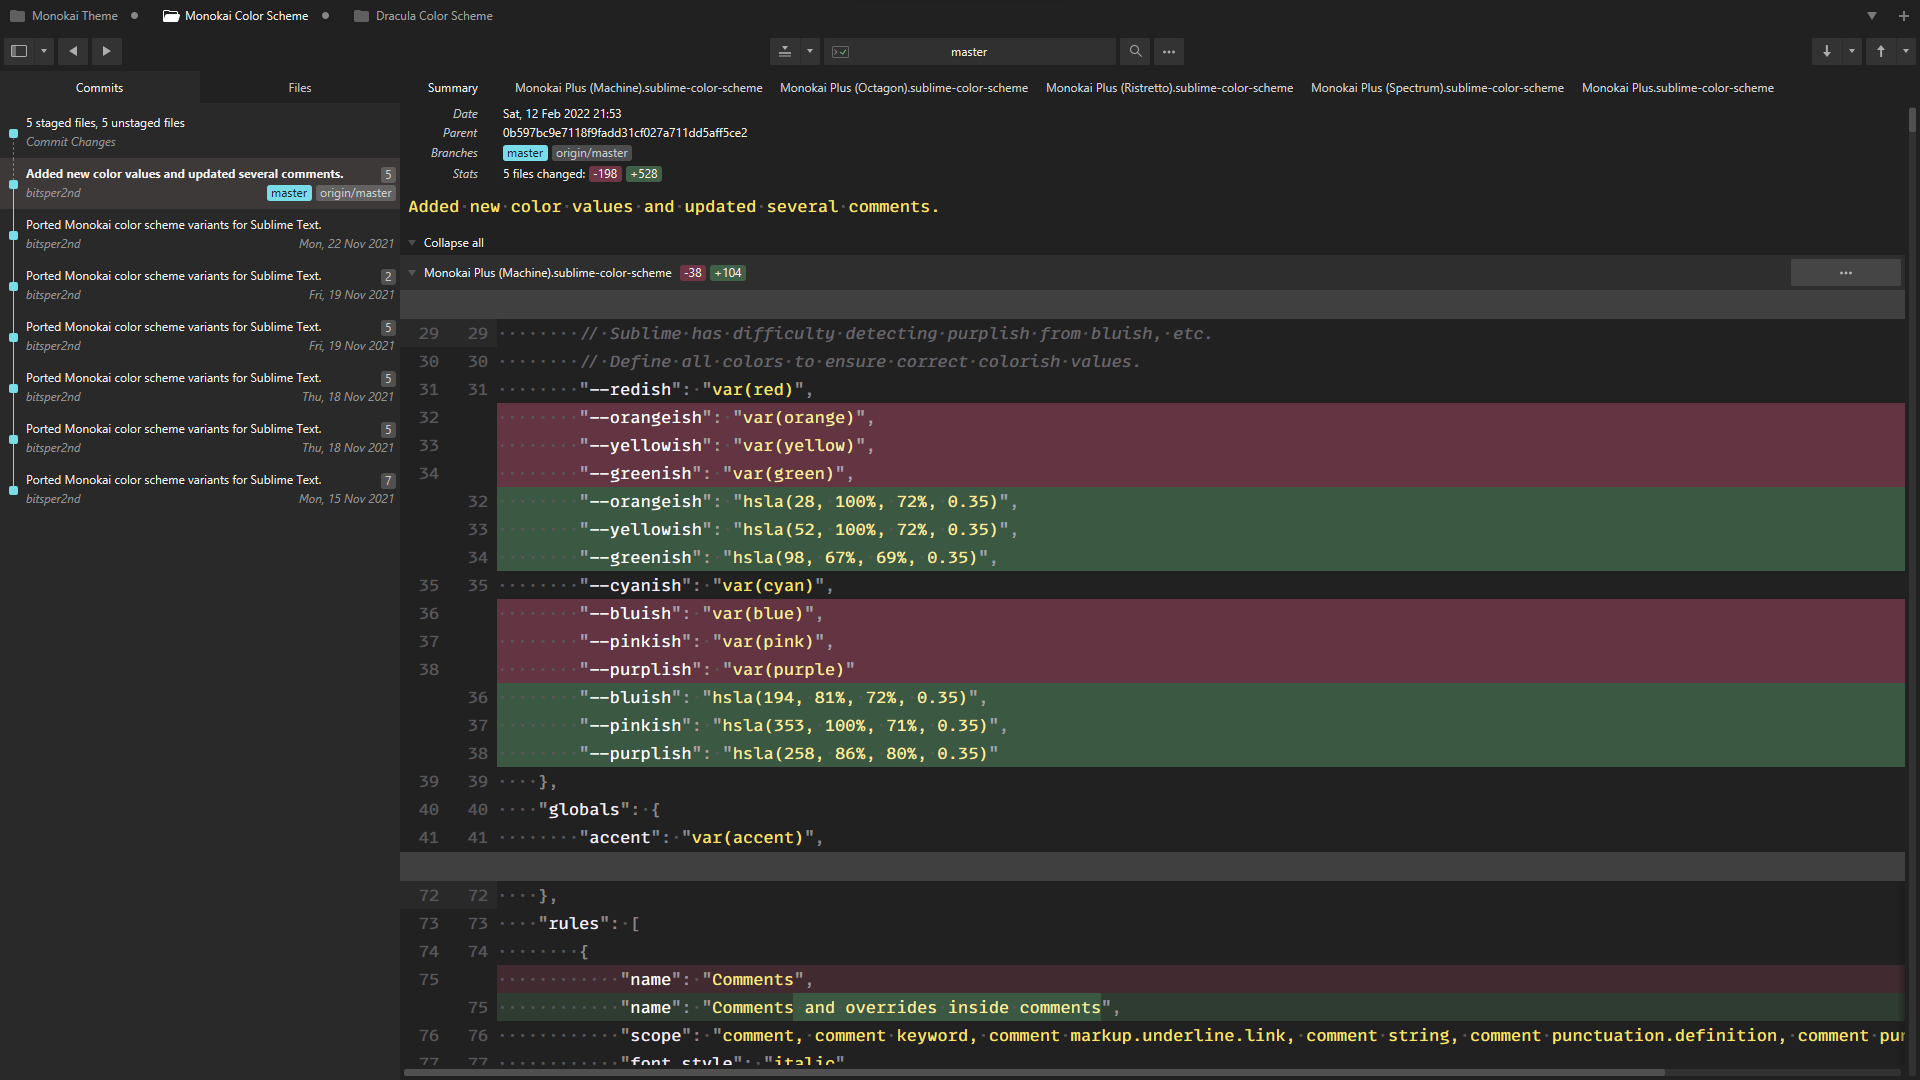 Monokai Theme
Monokai Color Scheme
Dracula Color Scheme
master
Commits
Files
5 staged files, 5 unstaged files
Commit Changes
Added new color values and updated several comments. 5
bitsper2nd master origin/master
Ported Monokai color scheme variants for Sublime Text.
bitsper2nd Mon, 22 Nov 2021
Ported Monokai color scheme variants for Sublime Text. 2
bitsper2nd Fri, 19 Nov 2021
Ported Monokai color scheme variants for Sublime Text. 5
bitsper2nd Fri, 19 Nov 2021
Ported Monokai color scheme variants for Sublime Text. 5
bitsper2nd Thu, 18 Nov 2021
Ported Monokai color scheme variants for Sublime Text. 5
bitsper2nd Thu, 18 Nov 2021
Ported Monokai color scheme variants for Sublime Text. 7
bitsper2nd Mon, 15 Nov 2021
Summary Monokai Plus (Machine).sublime-color-scheme Monokai Plus (Octagon).sublime-color-scheme Monokai Plus (Ristretto).sublime-color-scheme Monokai Plus (Spectrum).sublime-color-scheme Monokai Plus.sublime-color-scheme
Date Sat, 12 Feb 2022 21:53
Parent 0b597bc9e7118f9fadd31cf027a711dd5aff5ce2
Branches master origin/master
Stats 5 files changed: -198 +528
Added new color values and updated several comments.
Collapse all
Monokai Plus (Machine).sublime-color-scheme -38 +104
29 29 // Sublime has difficulty detecting purplish from bluish, etc.
30 30 // Define all colors to ensure correct colorish values.
31 31 "--redish": "var(red)",
32 "--orangeish": "var(orange)",
33 "--yellowish": "var(yellow)",
34 "--greenish": "var(green)",
32 "--orangeish": "hsla(28, 100%, 72%, 0.35)",
33 "--yellowish": "hsla(52, 100%, 72%, 0.35)",
34 "--greenish": "hsla(98, 67%, 69%, 0.35)",
35 35 "--cyanish": "var(cyan)",
36 "--bluish": "var(blue)",
37 "--pinkish": "var(pink)",
38 "--purplish": "var(purple)"
36 "--bluish": "hsla(194, 81%, 72%, 0.35)",
37 "--pinkish": "hsla(353, 100%, 71%, 0.35)",
38 "--purplish": "hsla(258, 86%, 80%, 0.35)"
39 39 },
40 40 "globals": {
41 41 "accent": "var(accent)",
72 72 },
73 73 "rules": [
74 74 {
75 "name": "Comments",
75 "name": "Comments and overrides inside comments",
76 76 "scope": "comment, comment keyword, comment markup.underline.link, comment string, comment punctuation.definition, comment pu
77 77 "font_style": "italic"